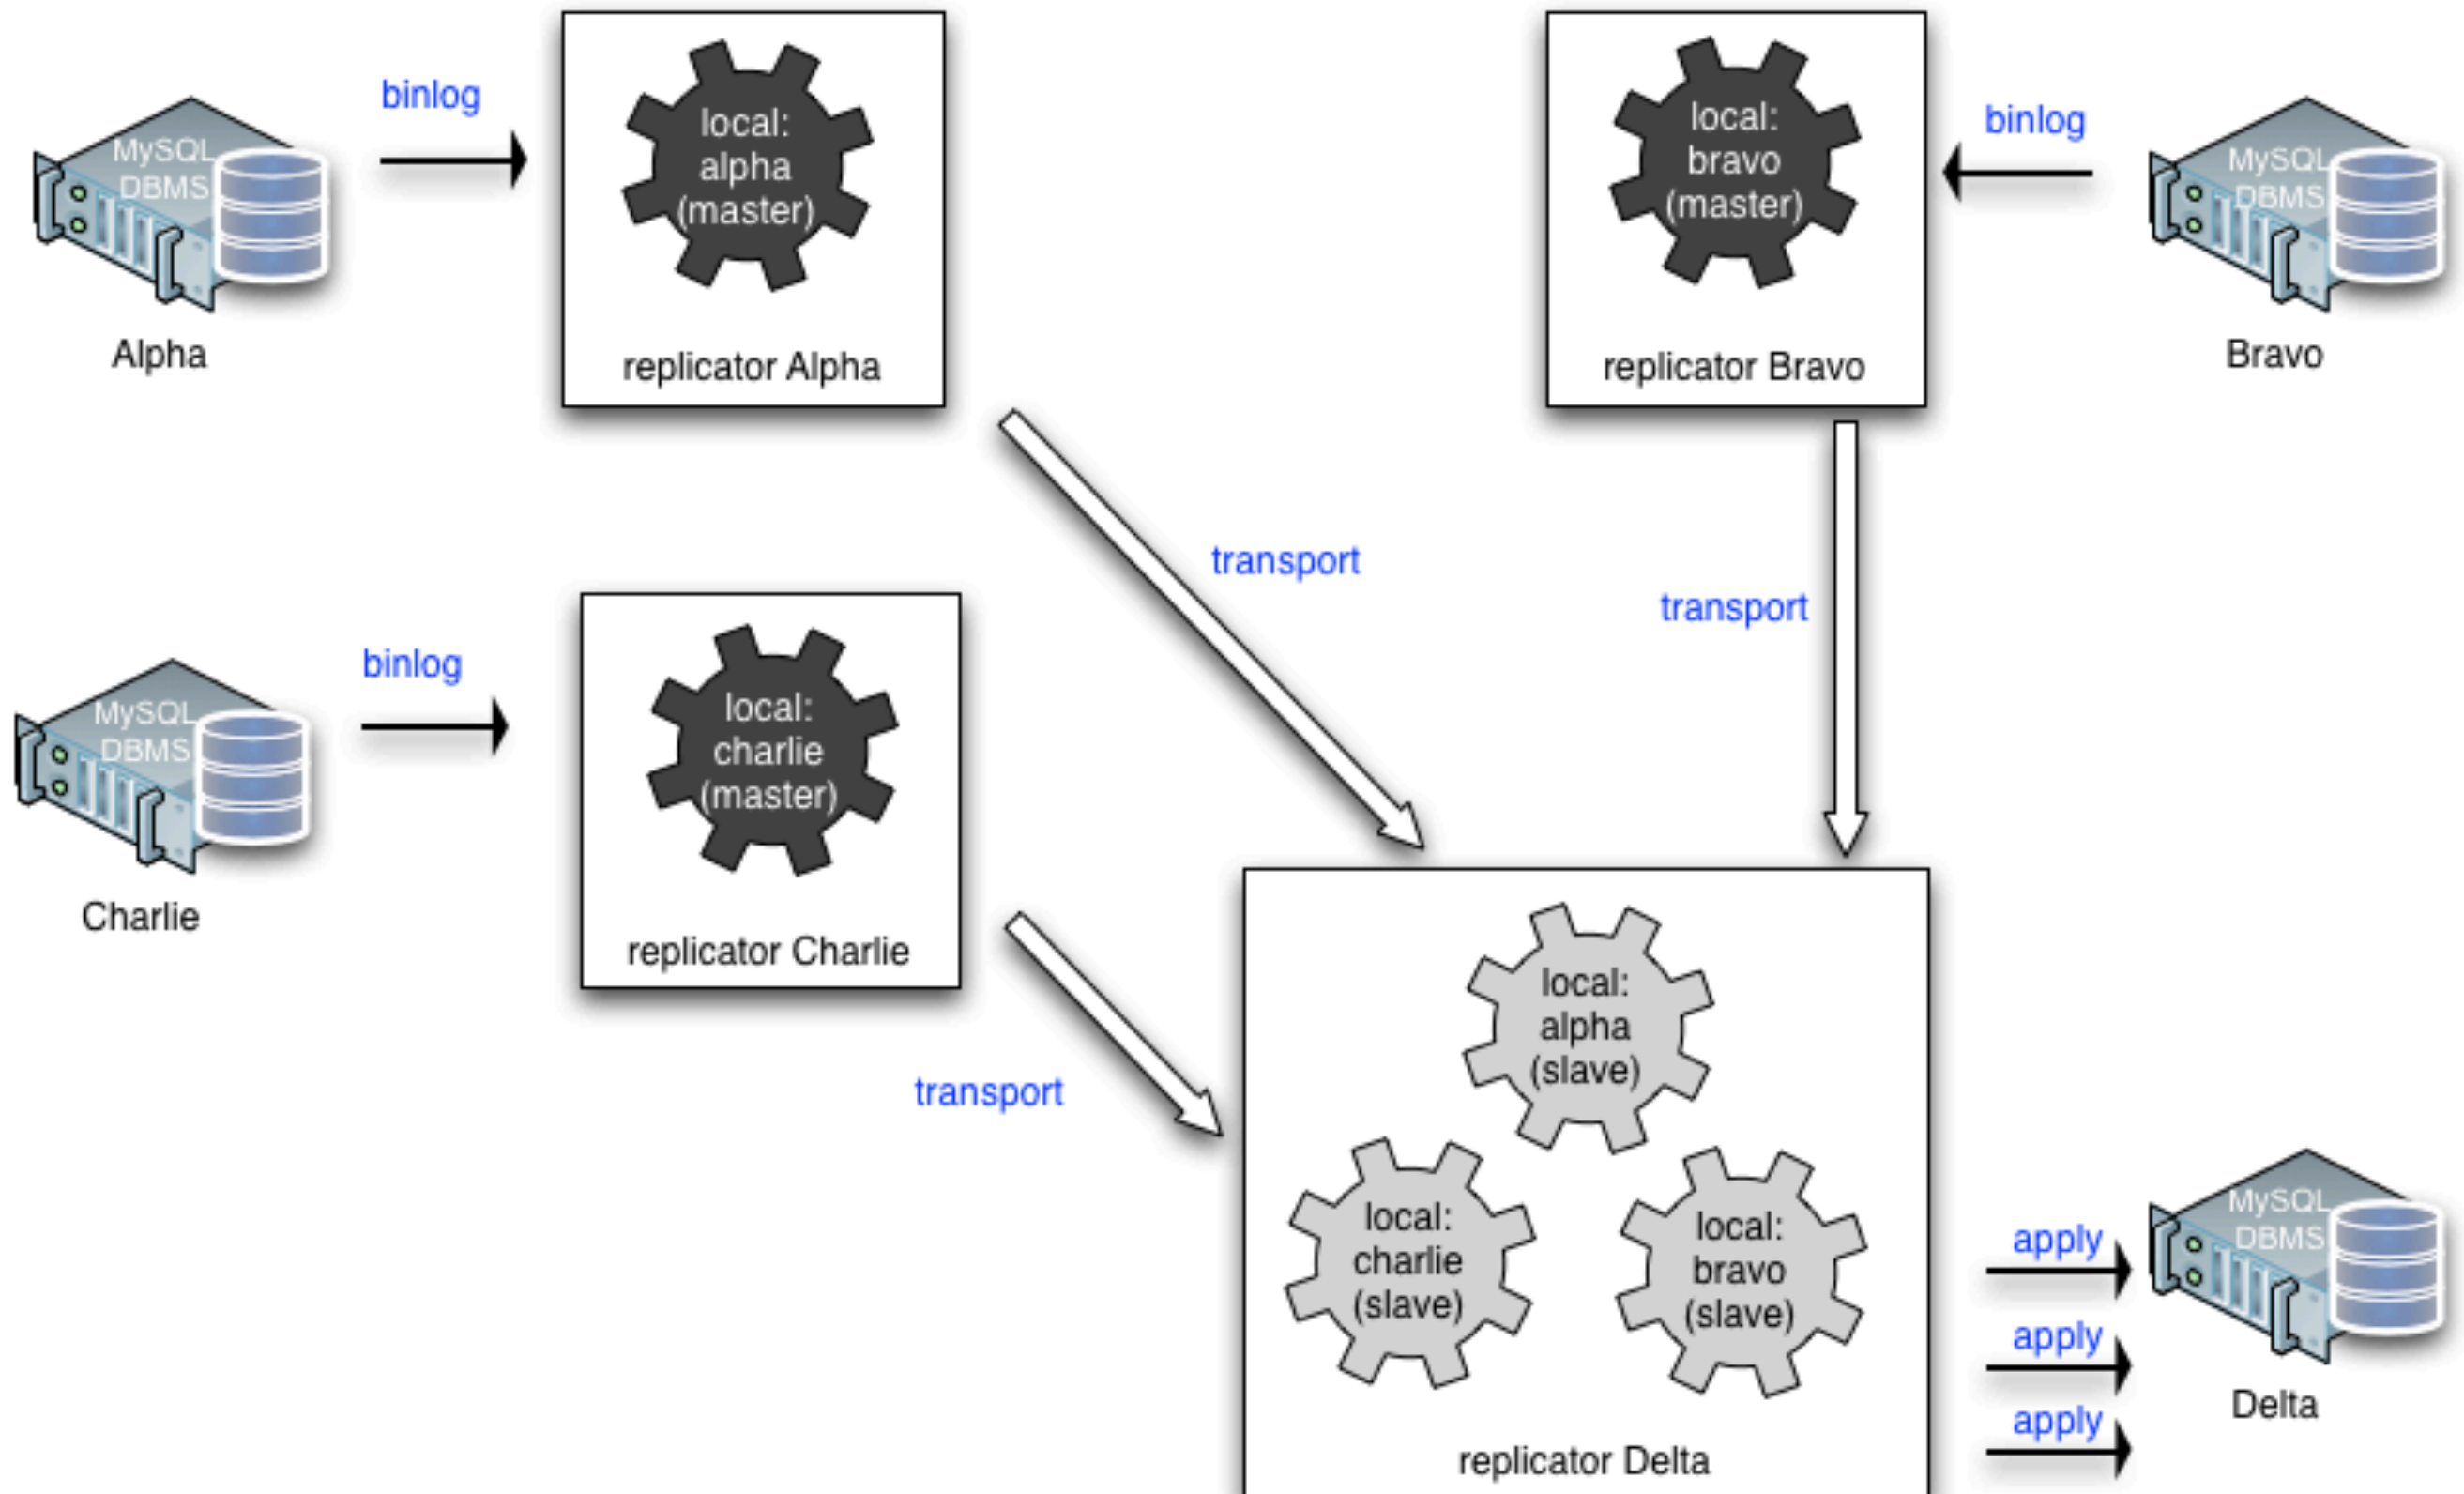 MySQL
DBMS
Alpha
binlog
local:
alpha
(master)
replicator Alpha
local:
bravo
(master)
replicator Bravo
binlog
MySQL
DBMS
Bravo
transport
transport
MySQL
DBMS
Charlie
binlog
local:
charlie
(master)
replicator Charlie
transport
local:
alpha
(slave)
local:
charlie
(slave)
local:
bravo
(slave)
replicator Delta
apply
apply
apply
MySQL
DBMS
Delta